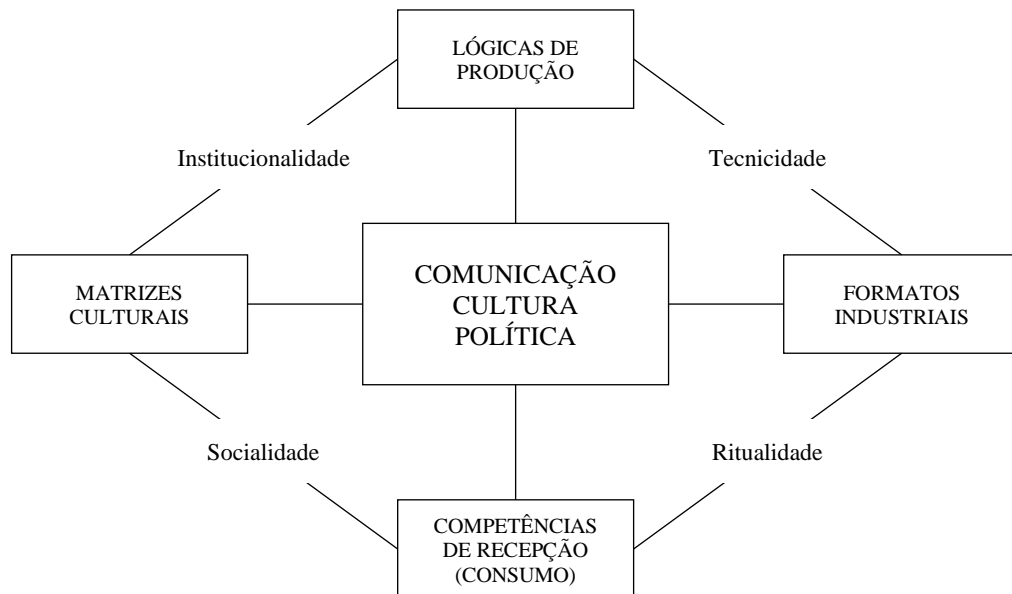 LÓGICAS DE
PRODUÇÃO
Institucionalidade
Tecnicidade
MATRIZES
CULTURAIS
COMUNICAÇÃO
CULTURA
POLÍTICA
FORMATOS
INDUSTRIAIS
Socialidade
Ritualidade
COMPETÊNCIAS
DE RECEPÇÃO
(CONSUMO)